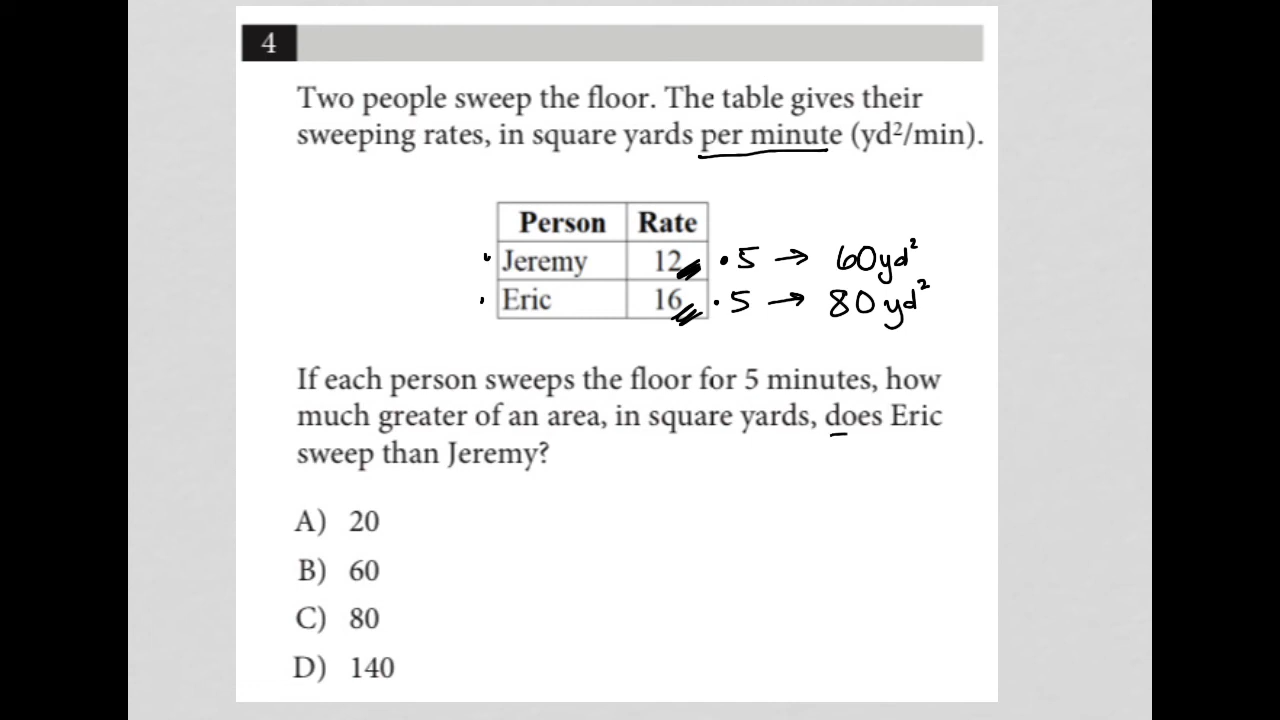 4
Two people sweep the floor. The table gives their
sweeping rates, in square yards per minute (yd²/min).
Person Rate
Jeremy 12 · 5 → 60yd²
Eric 16 · 5 → 80yd²
If each person sweeps the floor for 5 minutes, how
much greater of an area, in square yards, does Eric
sweep than Jeremy?
A) 20
B) 60
C) 80
D) 140